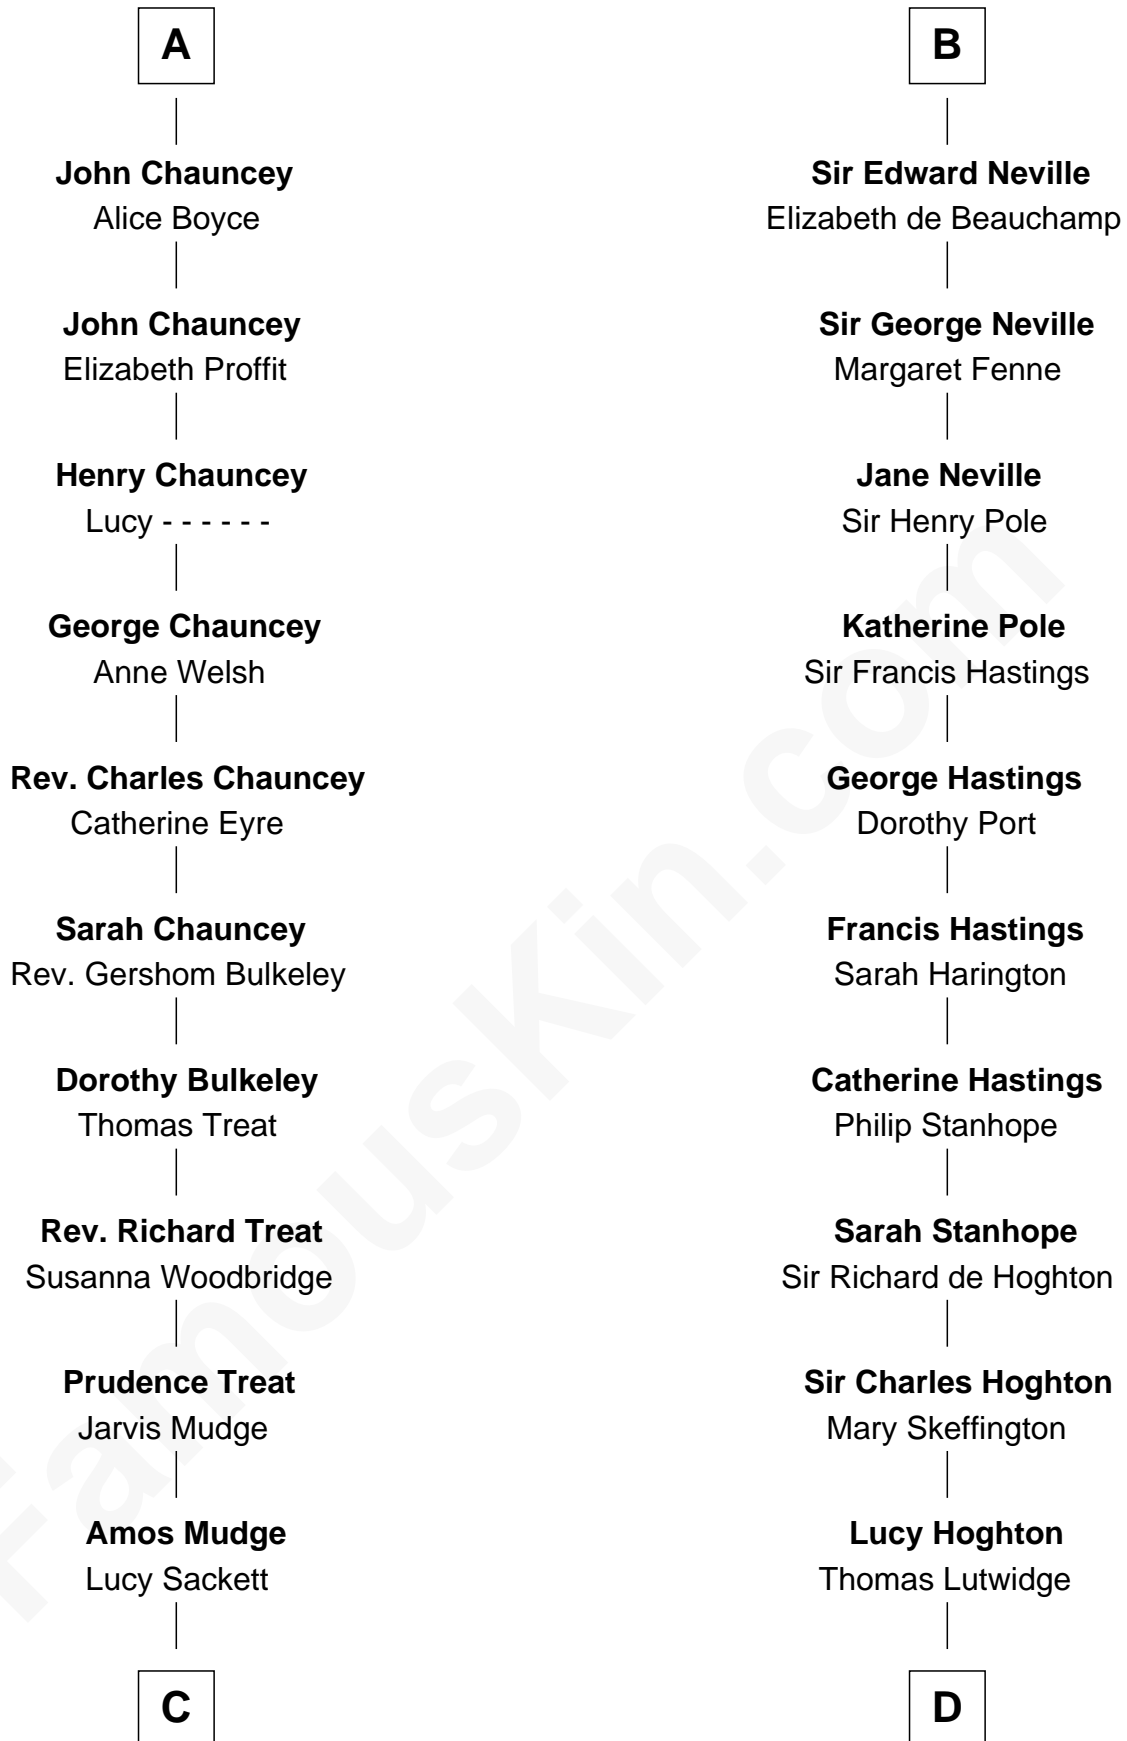 A
John Chauncey
Alice Boyce
John Chauncey
Elizabeth Proffit
Henry Chauncey
Lucy - - - - - -
George Chauncey
Anne Welsh
Rev. Charles Chauncey
Catherine Eyre
Sarah Chauncey
Rev. Gershom Bulkeley
Dorothy Bulkeley
Thomas Treat
Rev. Richard Treat
Susanna Woodbridge
Prudence Treat
Jarvis Mudge
Amos Mudge
Lucy Sackett
C
B
Sir Edward Neville
Elizabeth de Beauchamp
Sir George Neville
Margaret Fenne
Jane Neville
Sir Henry Pole
Katherine Pole
Sir Francis Hastings
George Hastings
Dorothy Port
Francis Hastings
Sarah Harington
Catherine Hastings
Philip Stanhope
Sarah Stanhope
Sir Richard de Hoghton
Sir Charles Hoghton
Mary Skeffington
Lucy Hoghton
Thomas Lutwidge
D
FamousKin.com